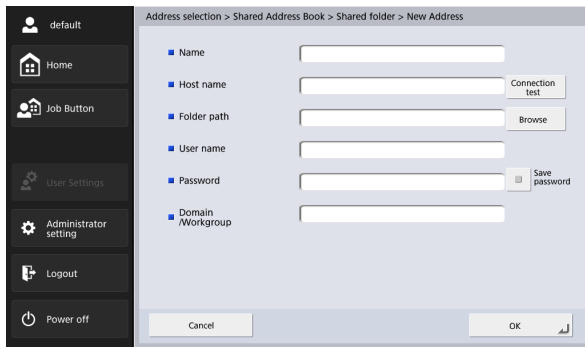 default
Home
Job Button
User Settings
Administrator
setting
Logout
Power off
Address selection > Shared Address Book > Shared folder > New Address
Name
Host name
Connection
test
Folder path
Browse
User name
Password
Save
password
Domain
/Workgroup
Cancel
OK